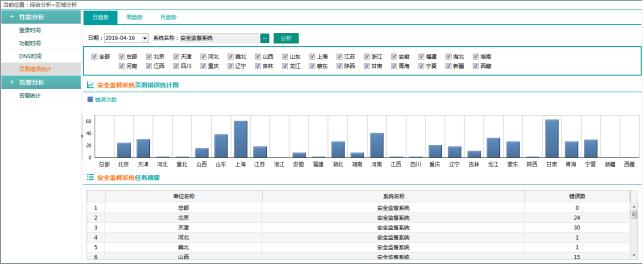 当前位置：综合分析>区域分析
性能分析
登录时间
功能时间
DNS时间
页面错误统计
告警分析
告警统计
日趋势 周趋势 月趋势
日期：2016-04-16 系统名称：安全监督系统 分析
全部 总部 北京 天津 河北 冀北 山西 山东 上海 江苏 浙江 安徽 福建 湖北 湖南
河南 江西 四川 重庆 辽宁 吉林 龙江 蒙东 陕西 甘肃 青海 宁夏 新疆 西藏
安全监督系统页面错误统计图
错误次数
60
40
20
0
总部 北京 天津 河北 冀北 山西 山东 上海 江苏 浙江 安徽 福建 湖北 湖南 河南 江西 四川 重庆 辽宁 吉林 龙江 蒙东 陕西 甘肃 青海 宁夏 新疆 西藏
安全监督系统任务摘要
单位名称 系统名称 错误数
1 总部 安全监督系统 0
2 北京 安全监督系统 24
3 天津 安全监督系统 30
4 河北 安全监督系统 1
5 冀北 安全监督系统 1
6 山西 安全监督系统 15